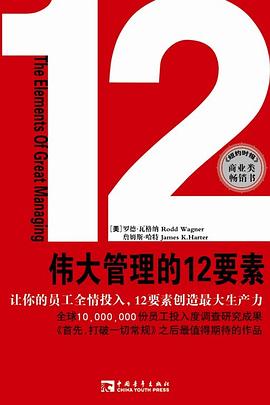 12
The Elements Of Great Managing
《纽约时报》
商业类
畅销书
[美]罗德·瓦格纳 Rodd Wagner
詹姆斯·哈特 James K.Harter
伟大管理的12要素
让你的员工全情投入，12要素创造最大生产力
全球10,000,000份员工投入度调查研究成果
《首先，打破一切常规》之后最值得期待的作品
中国青年出版社
CHINA YOUTH PRESS